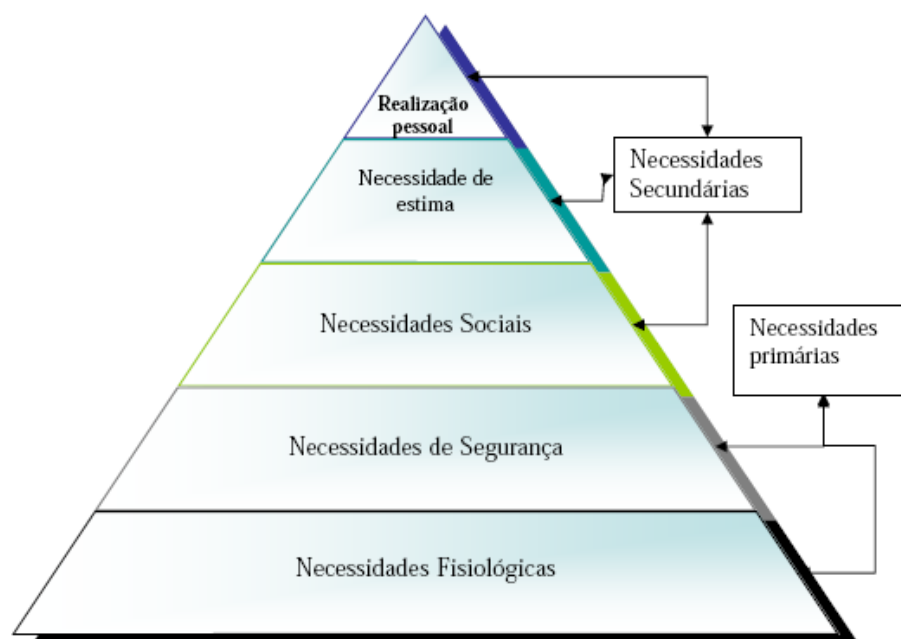 Realização
pessoal
Necessidade de
estima
Necessidades
Secundárias
Necessidades Sociais
Necessidades
primárias
Necessidades de Segurança
Necessidades Fisiológicas